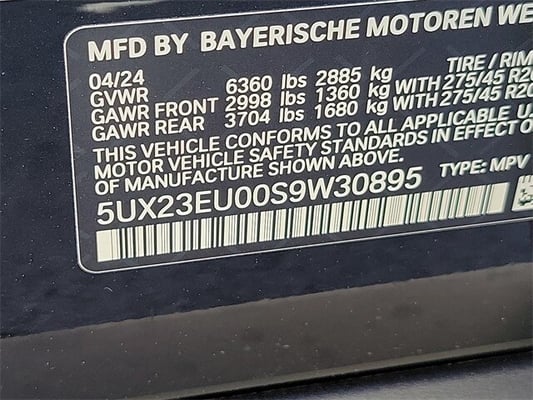 MFD BY BAYERISCHE MOTOREN WE
04/24 TIRE / RIM
GVWR 6360 lbs 2885 kg
GAWR FRONT 2998 lbs 1360 kg WITH 275/45 R20
GAWR REAR 3704 lbs 1680 kg WITH 275/45 R20
THIS VEHICLE CONFORMS TO ALL APPLICABLE U.
MOTOR VEHICLE SAFETY STANDARDS IN EFFECT O
OF MANUFACTURE SHOWN ABOVE.
5UX23EU00S9W30895 TYPE: MPV